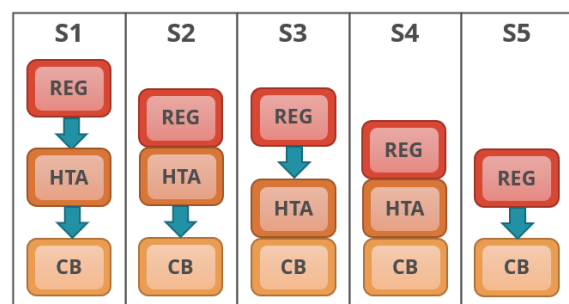 S1 S2 S3 S4 S5
REG REG REG REG REG
HTA HTA HTA HTA
CB CB CB CB CB